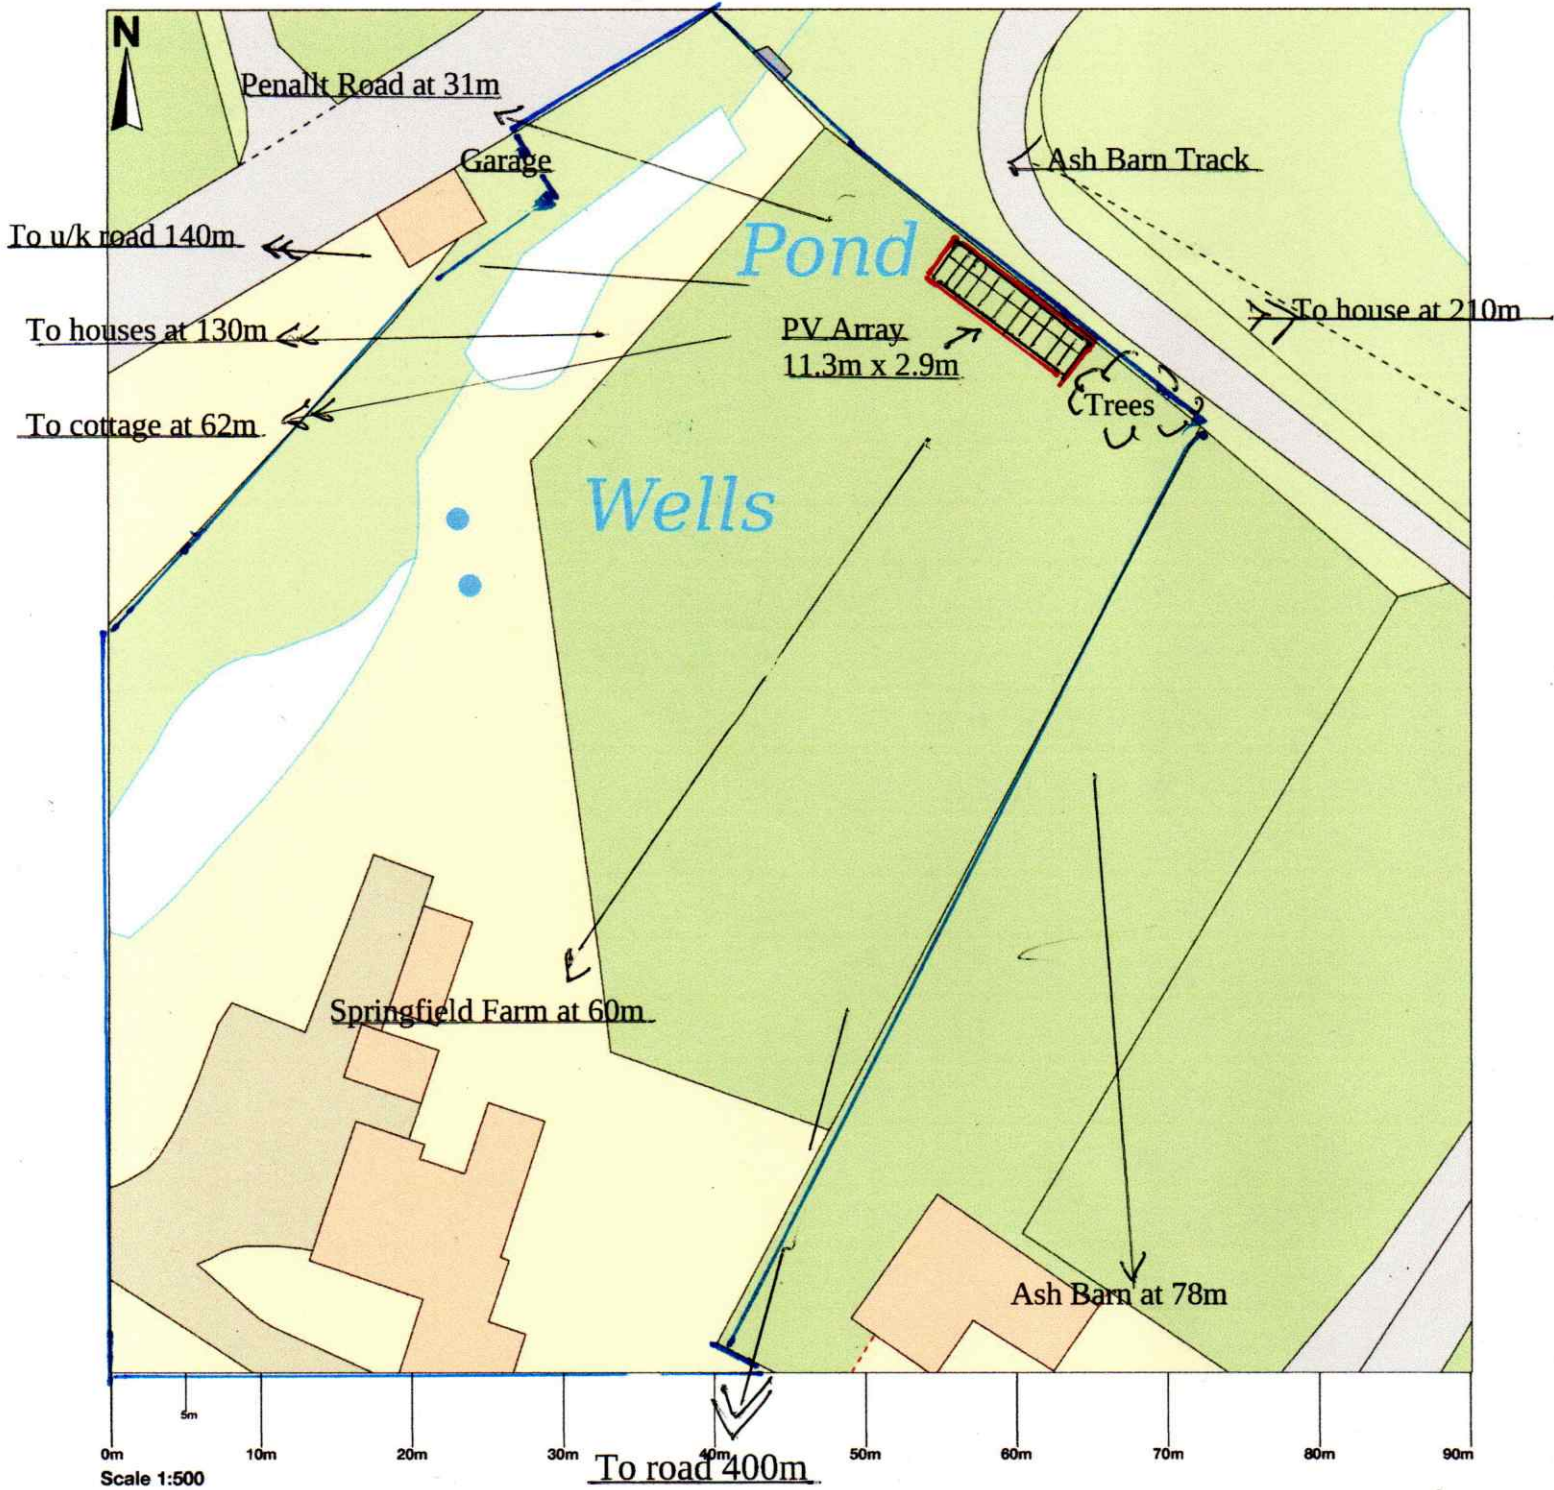 N
Penallt Road at 31m
Garage
Ash Barn Track
To u/k road 140m
Pond
To houses at 130m
PV Array
11.3m x 2.9m
To house at 210m
To cottage at 62m
Trees
Wells
Springfield Farm at 60m
Ash Barn at 78m
5m
0m 10m 20m 30m 40m 50m 60m 70m 80m 90m
Scale 1:500
To road 400m